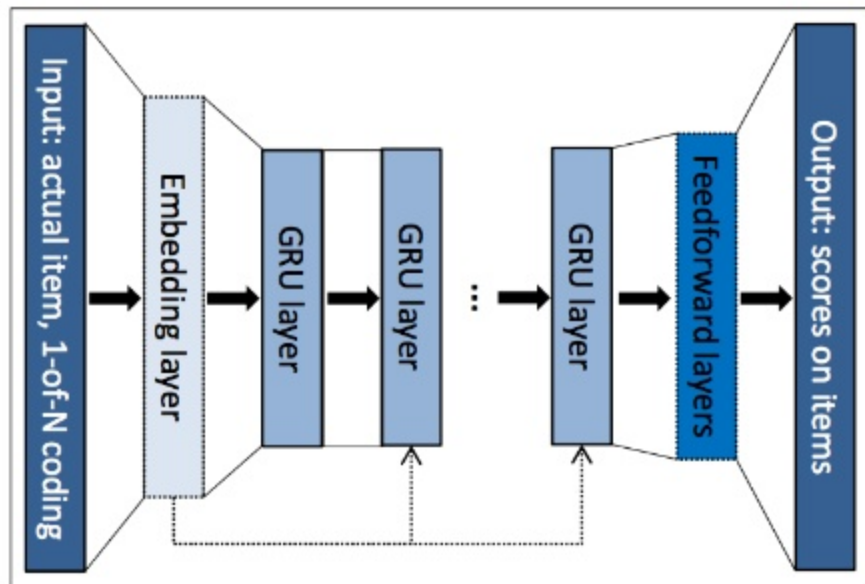 Input: actual item, 1-of-N coding
Embedding layer
GRU layer
GRU layer
...
GRU layer
Feedforward layers
Output: scores on items